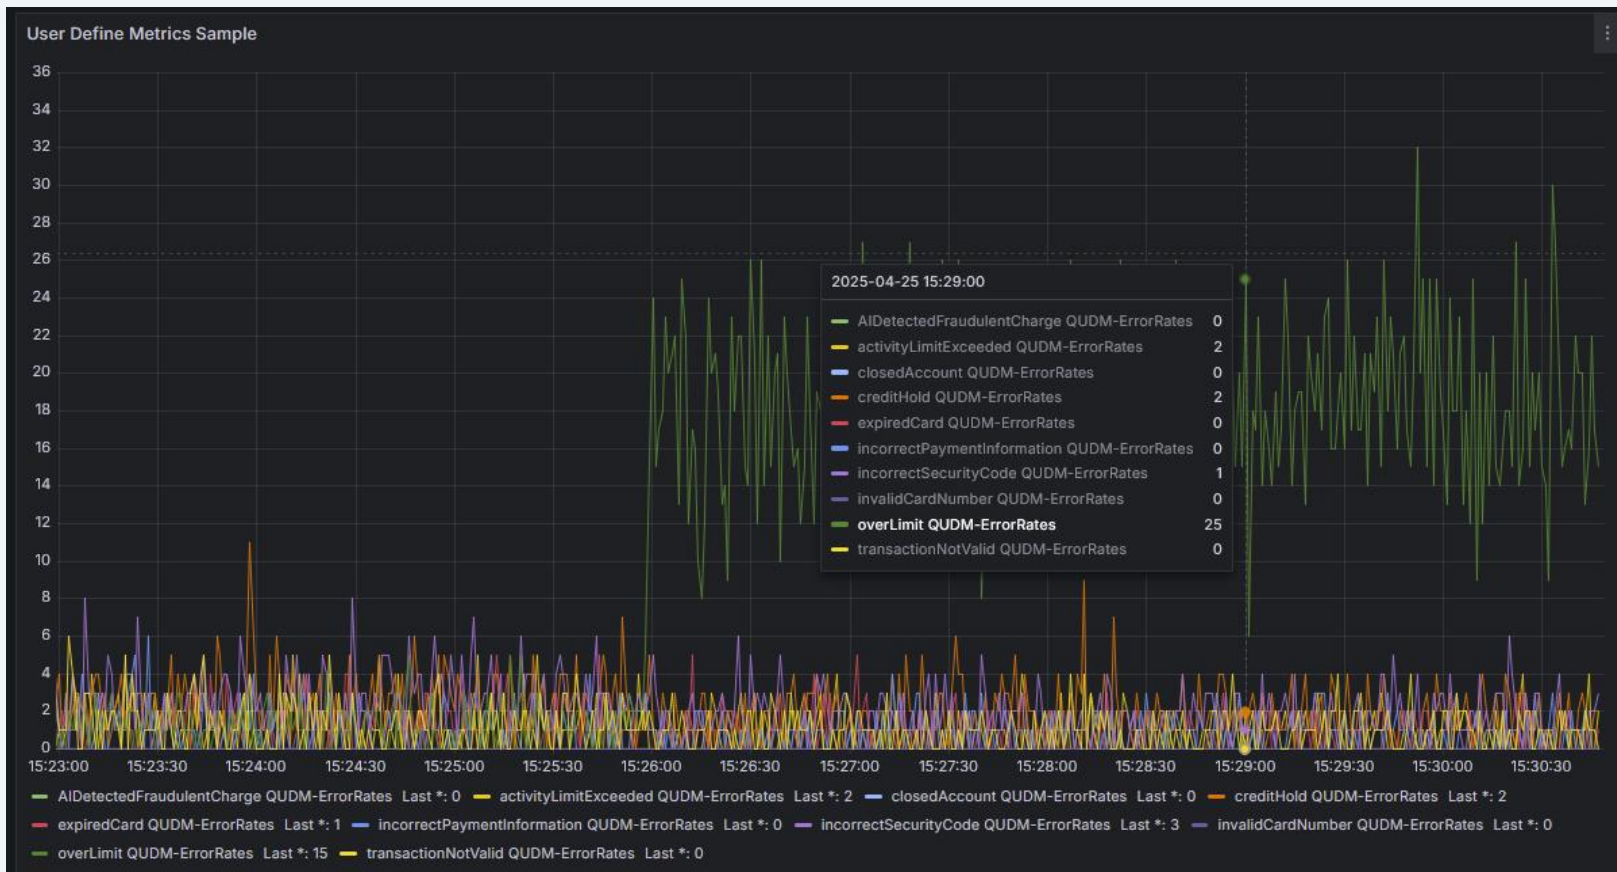 User Define Metrics Sample
36
34
32
30
28
26
24
22
20
18
16
14
12
10
8
6
4
2
0
2025-04-25 15:29:00
AIDetectedFraudulentCharge QUDM-ErrorRates 0
activityLimitExceeded QUDM-ErrorRates 2
closedAccount QUDM-ErrorRates 0
creditHold QUDM-ErrorRates 2
expiredCard QUDM-ErrorRates 0
incorrectPaymentInformation QUDM-ErrorRates 0
incorrectSecurityCode QUDM-ErrorRates 1
invalidCardNumber QUDM-ErrorRates 0
overLimit QUDM-ErrorRates 25
transactionNotValid QUDM-ErrorRates 0
15:23:00 15:23:30 15:24:00 15:24:30 15:25:00 15:25:30 15:26:00 15:26:30 15:27:00 15:27:30 15:28:00 15:28:30 15:29:00 15:29:30 15:30:00 15:30:30
AIDetectedFraudulentCharge QUDM-ErrorRates Last *: 0 activityLimitExceeded QUDM-ErrorRates Last *: 2 closedAccount QUDM-ErrorRates Last *: 0 creditHold QUDM-ErrorRates Last *: 2
expiredCard QUDM-ErrorRates Last *: 1 incorrectPaymentInformation QUDM-ErrorRates Last *: 0 incorrectSecurityCode QUDM-ErrorRates Last *: 3 invalidCardNumber QUDM-ErrorRates Last *: 0
overLimit QUDM-ErrorRates Last *: 15 transactionNotValid QUDM-ErrorRates Last *: 0